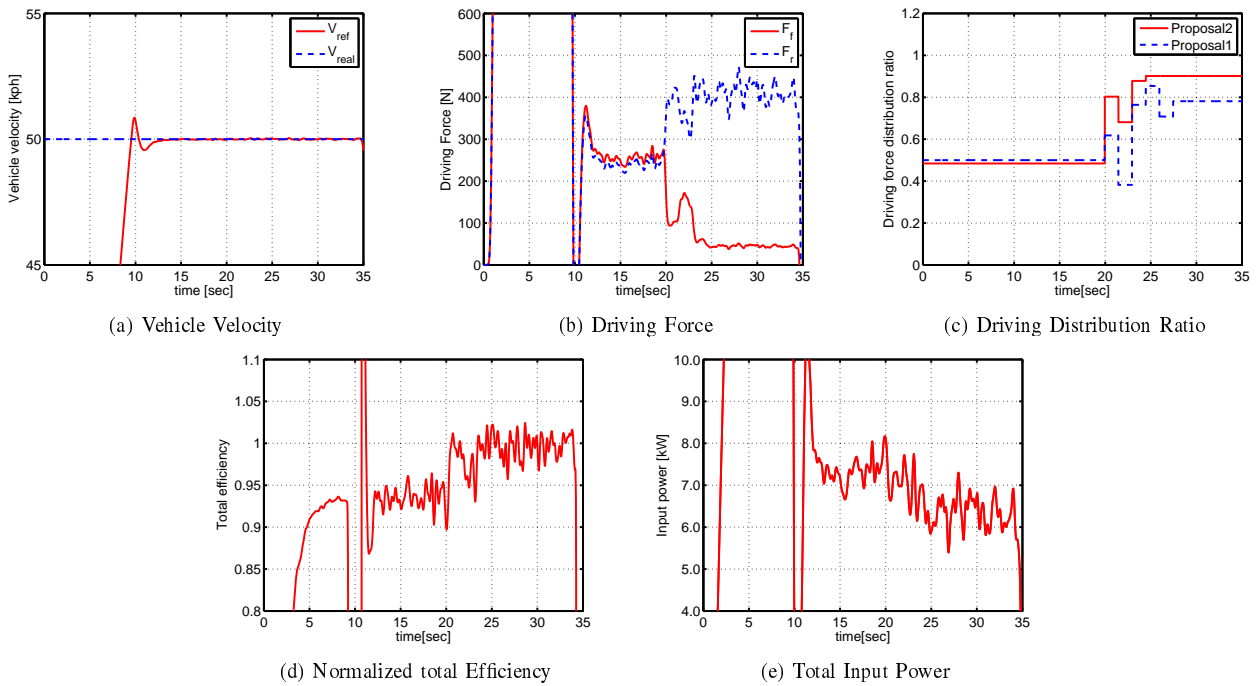 55
50
45
Vehicle velocity [kph]
V_ref
V_real
0 5 10 15 20 25 30 35
time [sec]
(a) Vehicle Velocity
600
500
400
300
200
100
0
Driving Force [N]
F_f
F_r
0 5 10 15 20 25 30 35
time[sec]
(b) Driving Force
1.2
1
0.8
0.6
0.4
0.2
0
Driving force distribution ratio
Proposal2
Proposal1
0 5 10 15 20 25 30 35
time[sec]
(c) Driving Distribution Ratio
1.1
1.05
1
0.95
0.9
0.85
0.8
Total efficiency
0 5 10 15 20 25 30 35
time[sec]
(d) Normalized total Efficiency
10.0
9.0
8.0
7.0
6.0
5.0
4.0
Input power [kW]
0 5 10 15 20 25 30 35
time[sec]
(e) Total Input Power